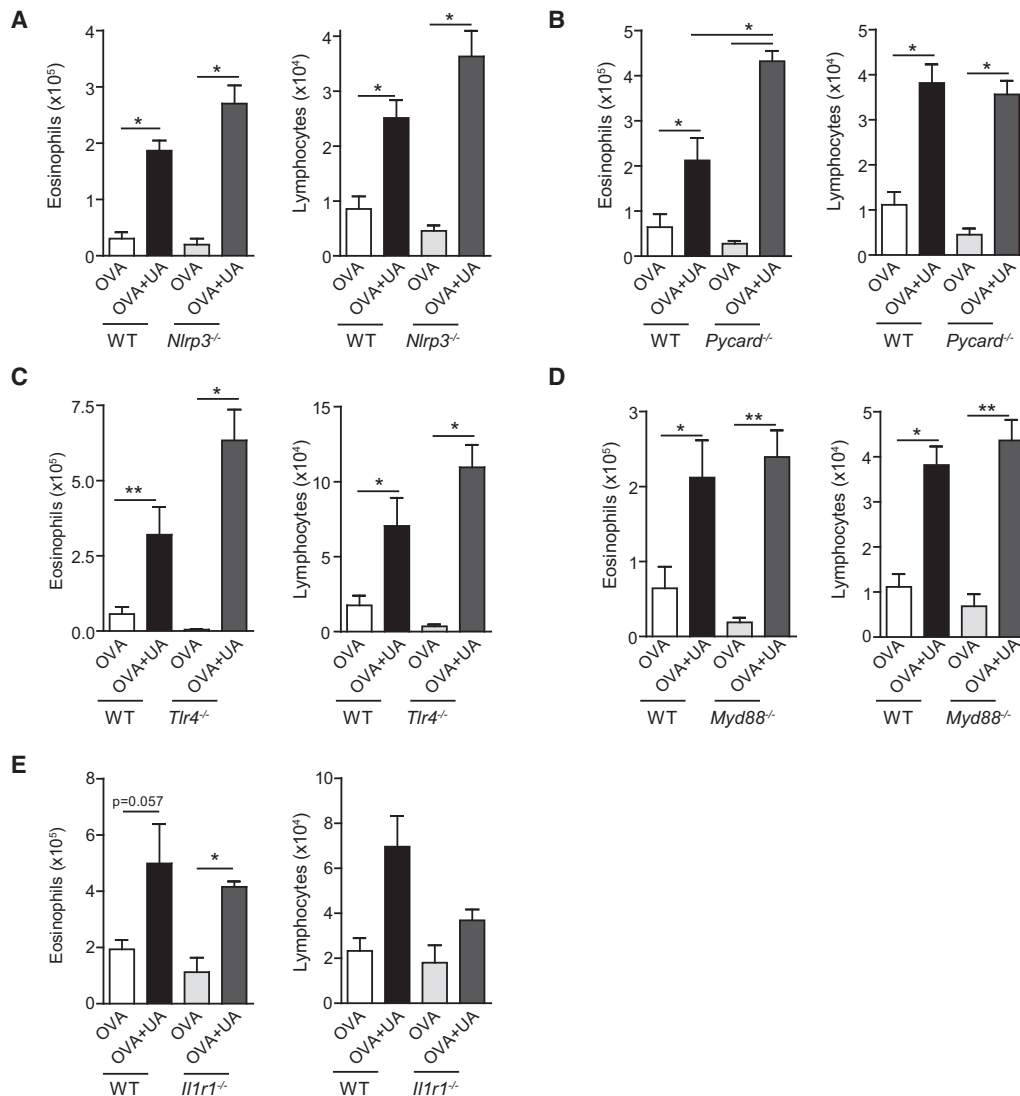 A
Eosinophils (x10⁵)
5
4
3
2
1
0
*
*
OVA
OVA+UA
OVA
OVA+UA
WT
Nlrp3-/-
Lymphocytes (x10⁴)
4
3
2
1
0
*
*
OVA
OVA+UA
OVA
OVA+UA
WT
Nlrp3-/-
B
Eosinophils (x10⁵)
5
4
3
2
1
0
*
*
OVA
OVA+UA
OVA
OVA+UA
WT
Pycard-/-
Lymphocytes (x10⁴)
5
4
3
2
1
0
*
*
OVA
OVA+UA
OVA
OVA+UA
WT
Pycard-/-
C
Eosinophils (x10⁵)
7.5
5.0
2.5
0.0
**
*
OVA
OVA+UA
OVA
OVA+UA
WT
Tlr4-/-
Lymphocytes (x10⁴)
15
10
5
0
*
*
OVA
OVA+UA
OVA
OVA+UA
WT
Tlr4-/-
D
Eosinophils (x10⁵)
3
2
1
0
*
**
OVA
OVA+UA
OVA
OVA+UA
WT
Myd88-/-
Lymphocytes (x10⁴)
5
4
3
2
1
0
*
**
OVA
OVA+UA
OVA
OVA+UA
WT
Myd88-/-
E
Eosinophils (x10⁵)
8
6
4
2
0
p=0.057
*
OVA
OVA+UA
OVA
OVA+UA
WT
Il1r1-/-
Lymphocytes (x10⁴)
10
8
6
4
2
0
OVA
OVA+UA
OVA
OVA+UA
WT
Il1r1-/-